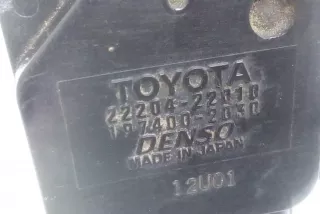 TOYOTA
22204-22010
197400-2030
DENSO
MADE IN JAPAN
12U01